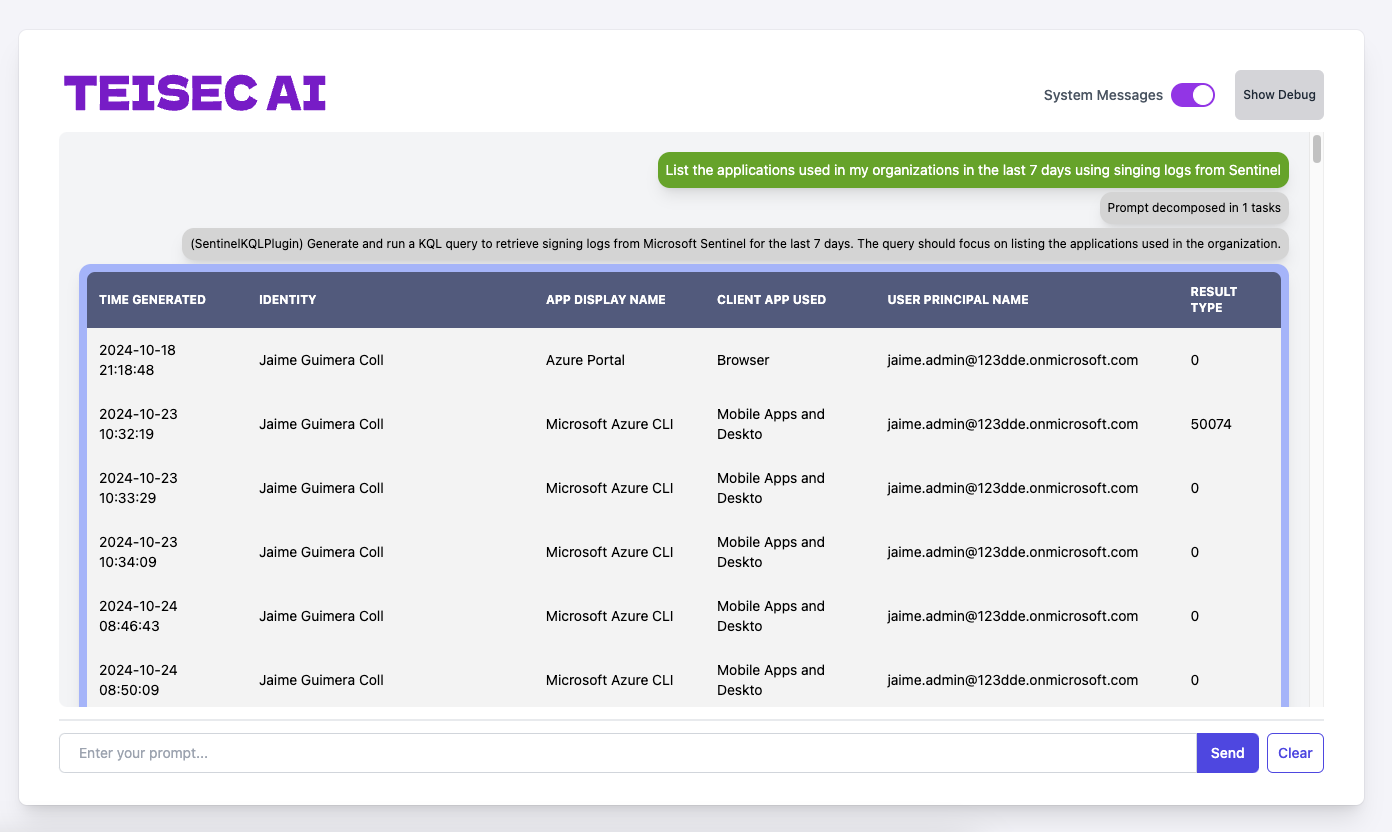 TEISEC AI
System Messages
Show Debug
List the applications used in my organizations in the last 7 days using singing logs from Sentinel
Prompt decomposed in 1 tasks
(SentinelKQLPlugin) Generate and run a KQL query to retrieve signing logs from Microsoft Sentinel for the last 7 days. The query should focus on listing the applications used in the organization.
TIME GENERATED IDENTITY APP DISPLAY NAME CLIENT APP USED USER PRINCIPAL NAME RESULT TYPE
2024-10-18 21:18:48 Jaime Guimera Coll Azure Portal Browser jaime.admin@123dde.onmicrosoft.com 0
2024-10-23 10:32:19 Jaime Guimera Coll Microsoft Azure CLI Mobile Apps and Deskto jaime.admin@123dde.onmicrosoft.com 50074
2024-10-23 10:33:29 Jaime Guimera Coll Microsoft Azure CLI Mobile Apps and Deskto jaime.admin@123dde.onmicrosoft.com 0
2024-10-23 10:34:09 Jaime Guimera Coll Microsoft Azure CLI Mobile Apps and Deskto jaime.admin@123dde.onmicrosoft.com 0
2024-10-24 08:46:43 Jaime Guimera Coll Microsoft Azure CLI Mobile Apps and Deskto jaime.admin@123dde.onmicrosoft.com 0
2024-10-24 08:50:09 Jaime Guimera Coll Microsoft Azure CLI Mobile Apps and Deskto jaime.admin@123dde.onmicrosoft.com 0
Enter your prompt...
Send
Clear